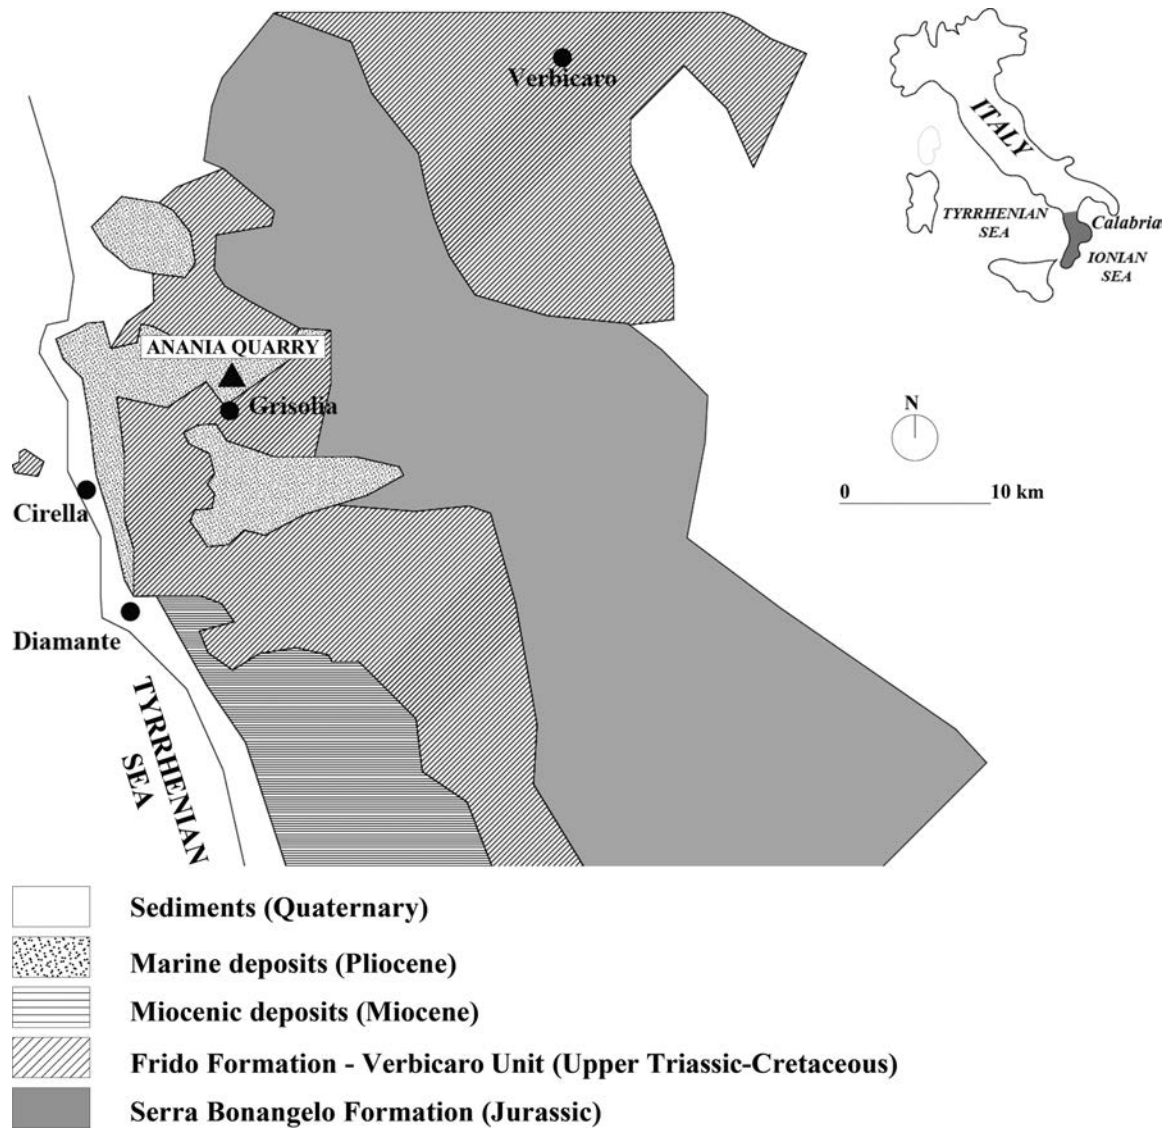 Verbicaro
ITALY
TYRRHENIAN
SEA
Calabria
IONIAN
SEA
ANANIA QUARRY
Grisolia
N
0 10 km
Cirella
Diamante
TYRRHENIAN
SEA
Sediments (Quaternary)
Marine deposits (Pliocene)
Miocenic deposits (Miocene)
Frido Formation - Verbicaro Unit (Upper Triassic-Cretaceous)
Serra Bonangelo Formation (Jurassic)